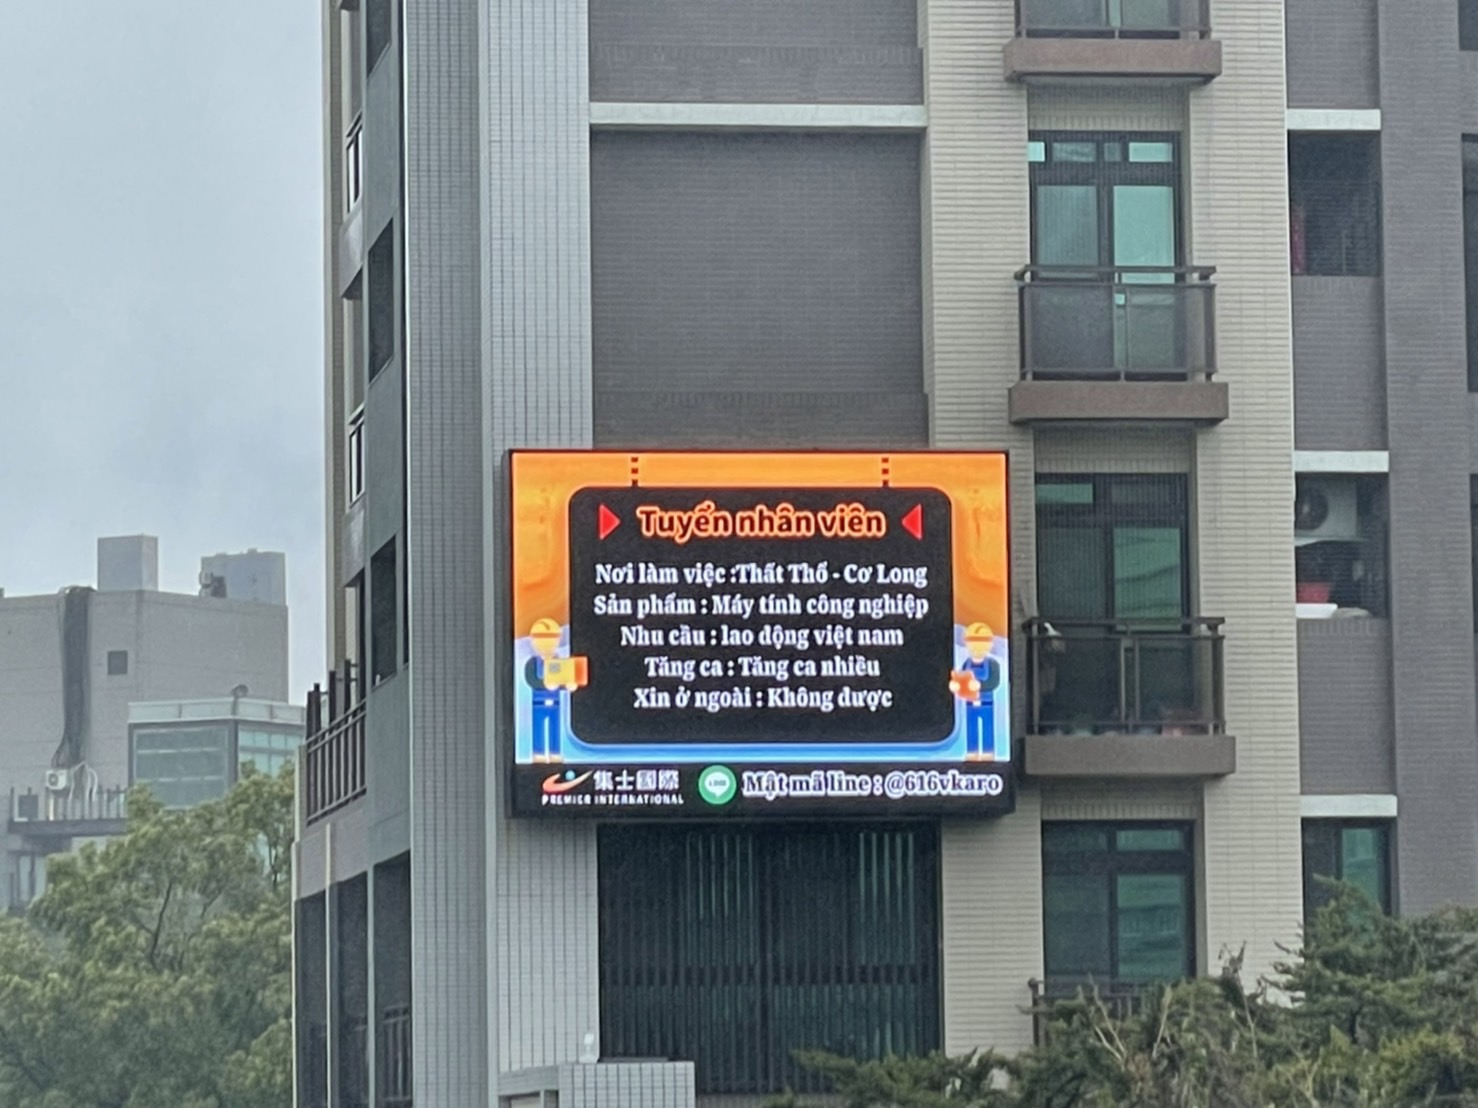 Tuyển nhân viên
Nơi làm việc :Thất Thổ - Cơ Long
Sản phẩm : Máy tính công nghiệp
Nhu cầu : lao động việt nam
Tăng ca : Tăng ca nhiều
Xin ở ngoài : Không được
集士國際
PREMIER INTERNATIONAL
Mật mã line : @616vkaro